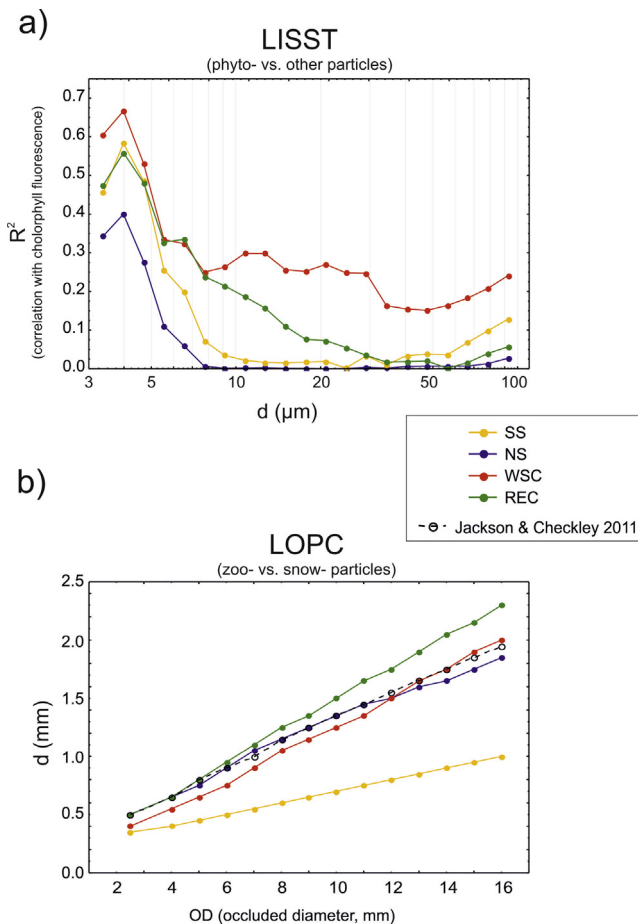 a)
LISST
(phyto- vs. other particles)
R²
(correlation with cholorphyll fluorescence)
0.7
0.6
0.5
0.4
0.3
0.2
0.1
0.0
3 5 10 20 50 100
d (µm)
SS
NS
WSC
REC
Jackson & Checkley 2011
b)
LOPC
(zoo- vs. snow- particles)
d (mm)
2.5
2.0
1.5
1.0
0.5
0.0
2 4 6 8 10 12 14 16
OD (occluded diameter, mm)